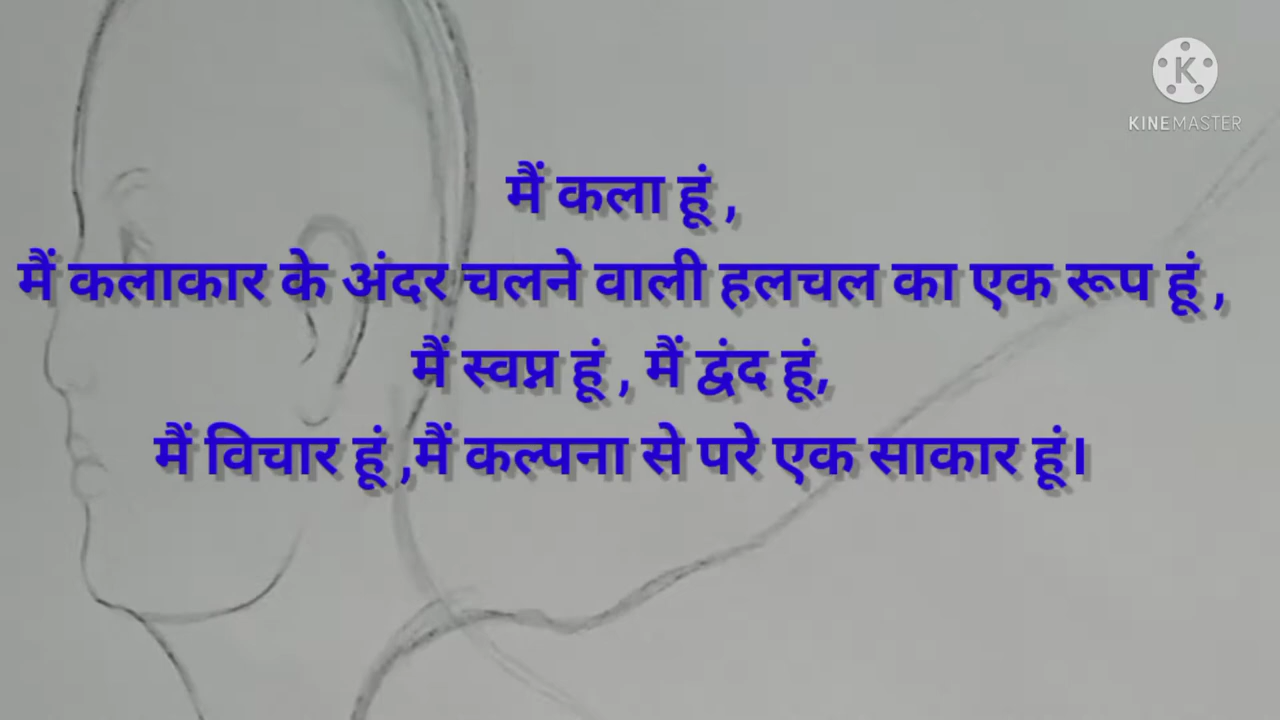 KINEMASTER
मैं कला हूं ,
मैं कलाकार के अंदर चलने वाली हलचल का एक रूप हूं ,
मैं स्वप्न हूं , मैं द्वंद हूं,
मैं विचार हूं ,मैं कल्पना से परे एक साकार हूं।